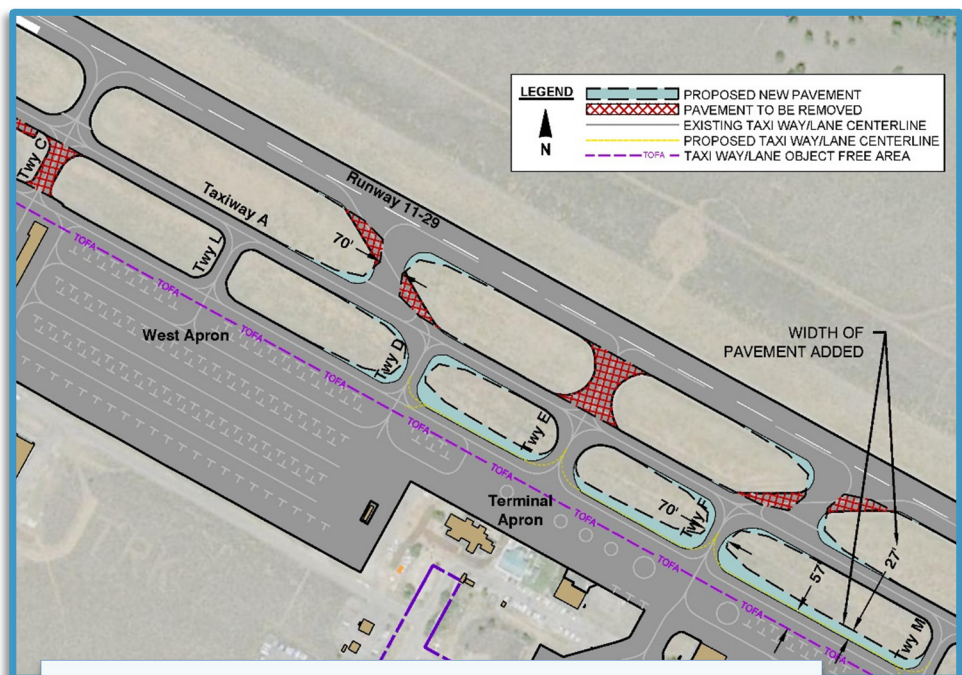 LEGEND
N
PROPOSED NEW PAVEMENT
PAVEMENT TO BE REMOVED
EXISTING TAXI WAY/LANE CENTERLINE
PROPOSED TAXI WAY/LANE CENTERLINE
TOFA
TAXI WAY/LANE OBJECT FREE AREA
Twy C
Runway 11-29
Taxiway A
70'
TOFA
Twy L
TOFA
West Apron
TOFA
Twy D
WIDTH OF
PAVEMENT ADDED
TOFA
TOFA
Twy E
TOFA
Terminal
Apron
70'
Twy F
TOFA
TOFA
57'
27'
TOFA
Twy M
TOFA